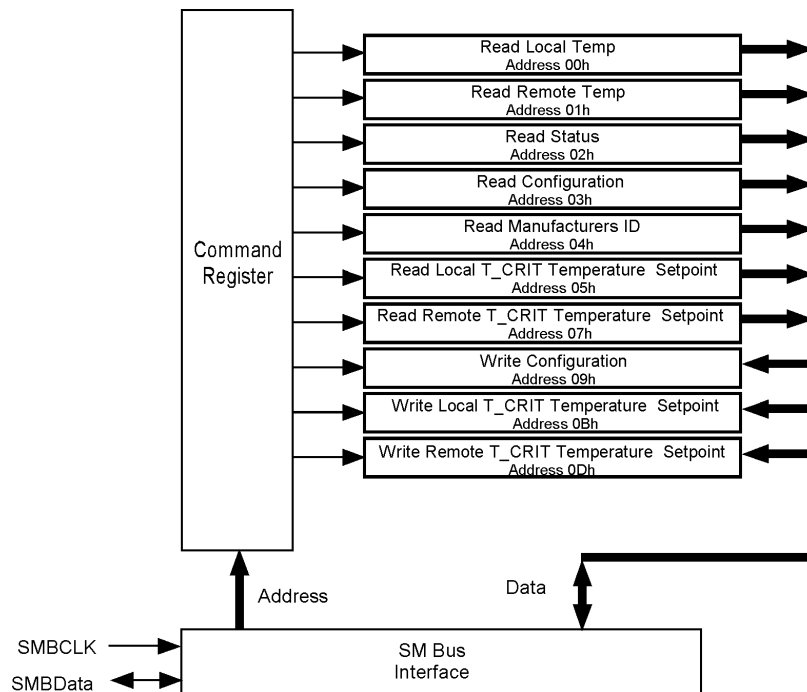 Read Local Temp
Address 00h
Read Remote Temp
Address 01h
Read Status
Address 02h
Read Configuration
Address 03h
Read Manufacturers ID
Address 04h
Read Local T_CRIT Temperature Setpoint
Address 05h
Read Remote T_CRIT Temperature Setpoint
Address 07h
Write Configuration
Address 09h
Write Local T_CRIT Temperature Setpoint
Address 0Bh
Write Remote T_CRIT Temperature Setpoint
Address 0Dh
Command
Register
Address
Data
SMBCLK
SMBData
SM Bus
Interface